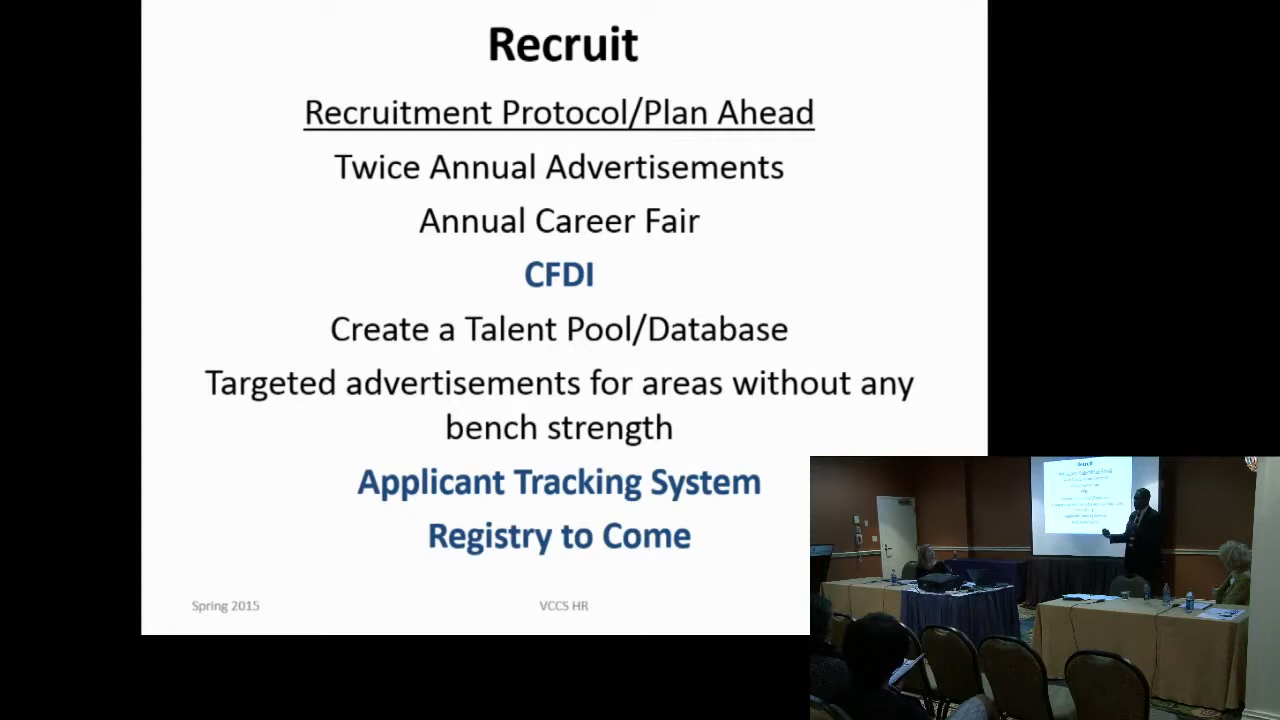 Recruit
Recruitment Protocol/Plan Ahead
Twice Annual Advertisements
Annual Career Fair
CFDI
Create a Talent Pool/Database
Targeted advertisements for areas without any
bench strength
Applicant Tracking System
Registry to Come
Spring 2015
VCCS HR
Recruit